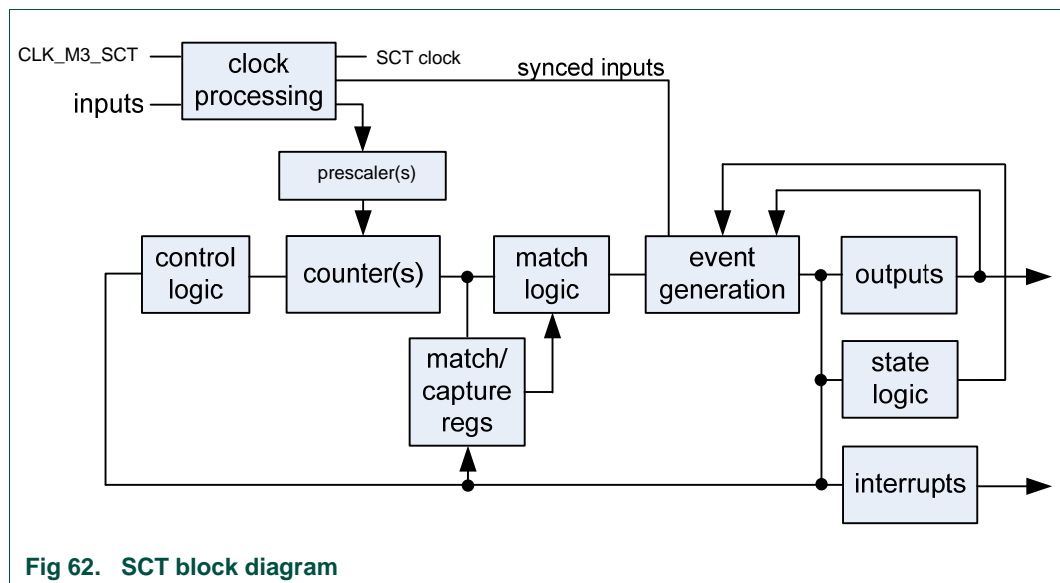 CLK_M3_SCT
inputs
clock
processing
SCT clock
synced inputs
prescaler(s)
control
logic
counter(s)
match
logic
event
generation
outputs
match/
capture
regs
state
logic
interrupts
Fig 62. SCT block diagram